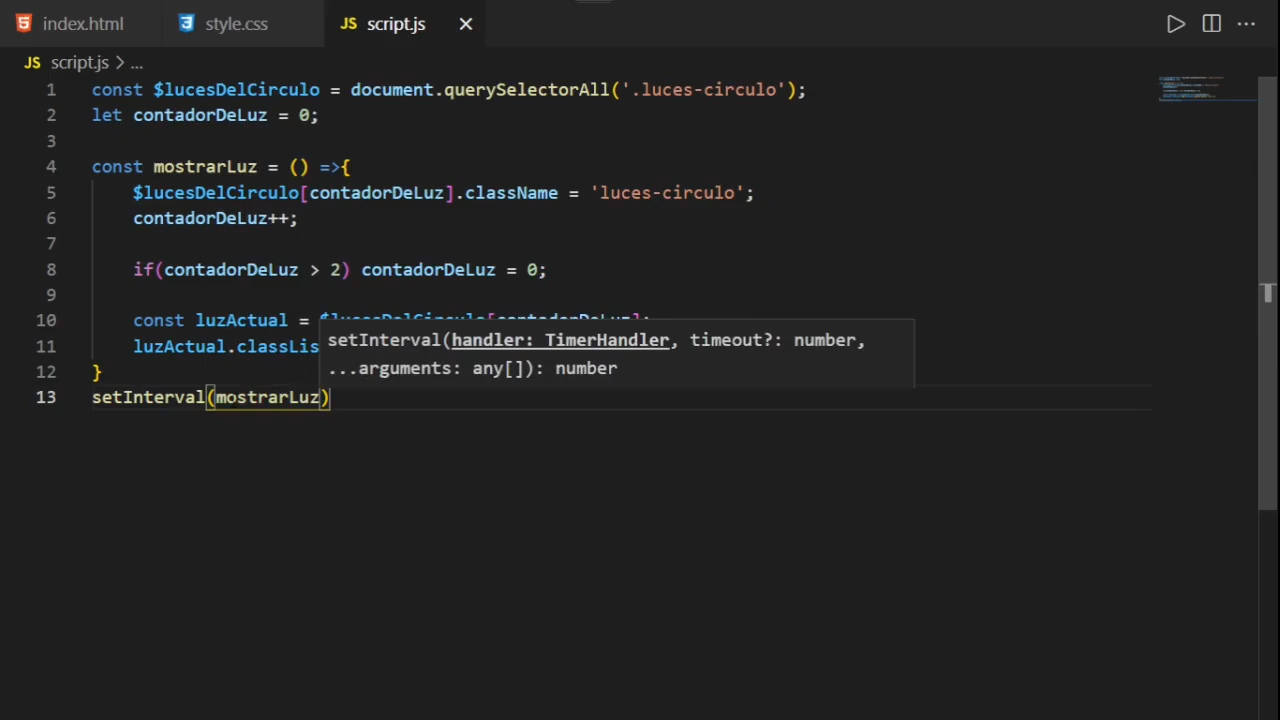 index.html
style.css
JS script.js
JS script.js > ...
1 const $lucesDelCirculo = document.querySelectorAll('.luces-circulo');
2 let contadorDeLuz = 0;
3
4 const mostrarLuz = () =>{
5 $lucesDelCirculo[contadorDeLuz].className = 'luces-circulo';
6 contadorDeLuz++;
7
8 if(contadorDeLuz > 2) contadorDeLuz = 0;
9
10 const luzActual = $lucesDelCirculo[contadorDeLuz];
11 luzActual.classLis
setInterval(handler: TimerHandler, timeout?: number,
...arguments: any[]): number
12 }
13 setInterval(mostrarLuz)